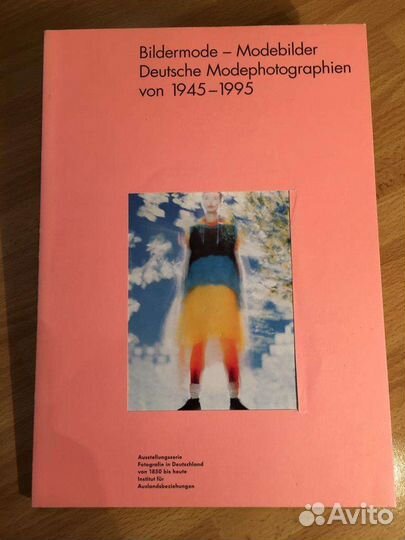 Bildermode – Modebilder
Deutsche Modephotographien
von 1945–1995
Ausstellungsserie
Fotografie in Deutschland
von 1850 bis heute
Institut für
Auslandsbeziehungen
Avito